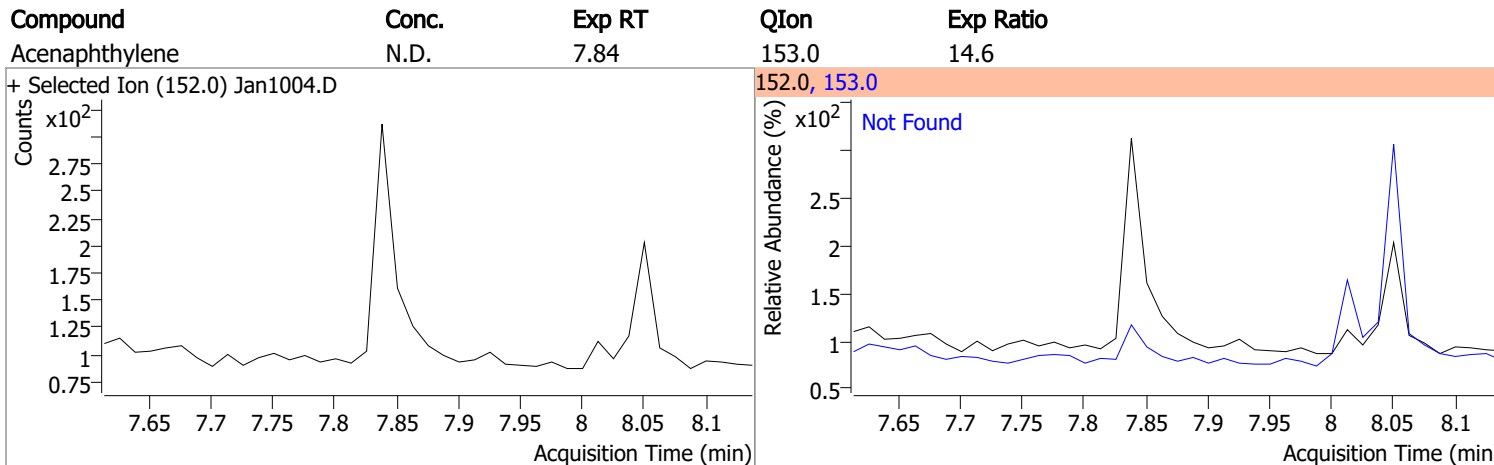 Compound Conc. Exp RT QIon Exp Ratio
Acenaphthylene N.D. 7.84 153.0 14.6
+ Selected Ion (152.0) Jan1004.D
Counts
x10²
2.75
2.5
2.25
2
1.75
1.5
1.25
1
0.75
7.65 7.7 7.75 7.8 7.85 7.9 7.95 8 8.05 8.1
Acquisition Time (min)
152.0, 153.0
Relative Abundance (%)
x10²
Not Found
2.5
2
1.5
1
0.5
7.65 7.7 7.75 7.8 7.85 7.9 7.95 8 8.05 8.1
Acquisition Time (min